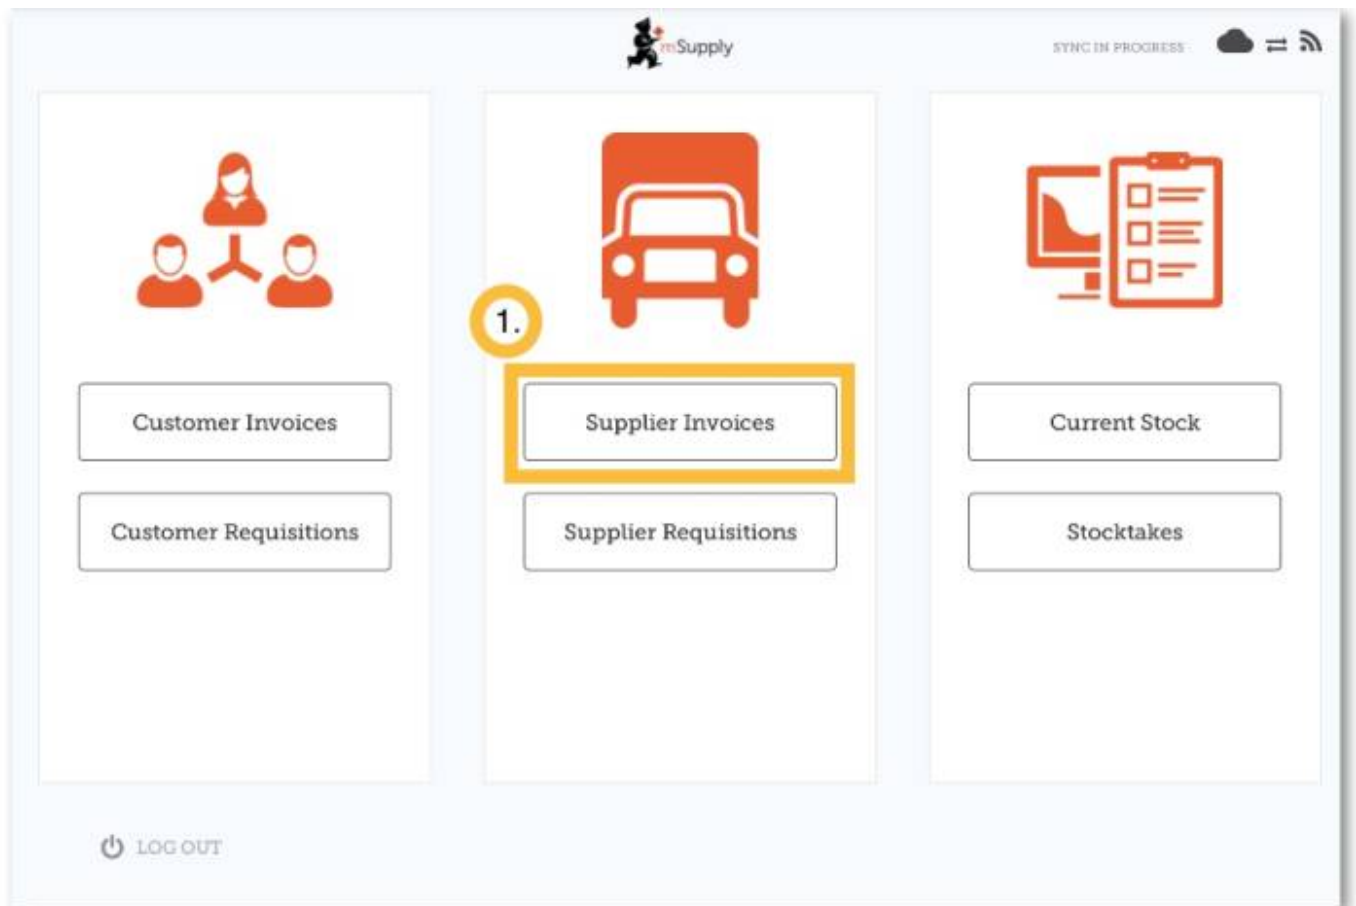 mSupply
SYNC IN PROGRESS
1.
Customer Invoices
Supplier Invoices
Current Stock
Customer Requisitions
Supplier Requisitions
Stocktakes
LOG OUT